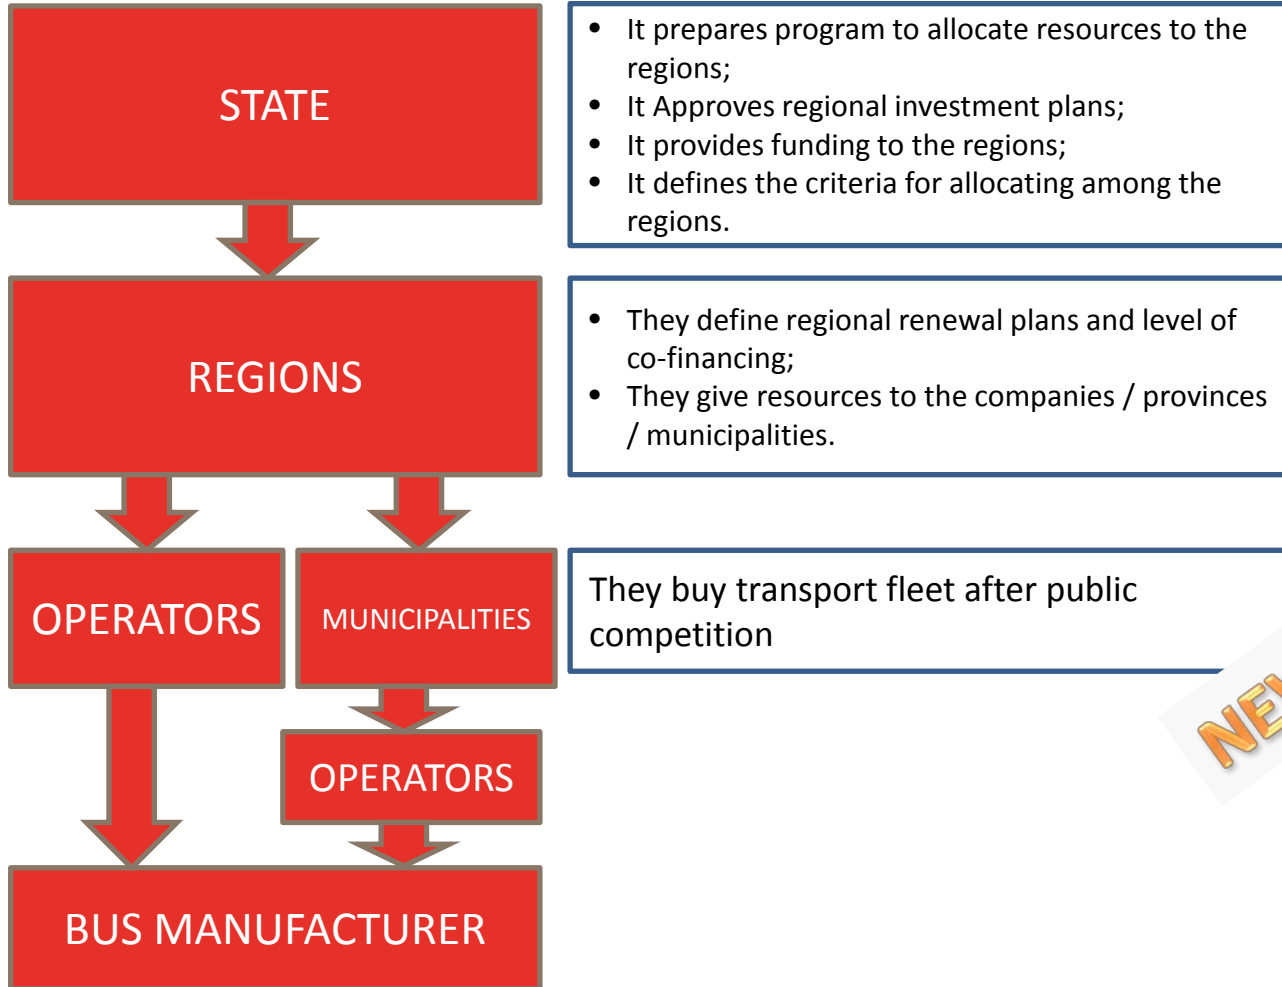 STATE
• It prepares program to allocate resources to the
regions;
• It Approves regional investment plans;
• It provides funding to the regions;
• It defines the criteria for allocating among the
regions.
REGIONS
• They define regional renewal plans and level of
co-financing;
• They give resources to the companies / provinces
/ municipalities.
OPERATORS
MUNICIPALITIES
They buy transport fleet after public
competition
OPERATORS
BUS MANUFACTURER